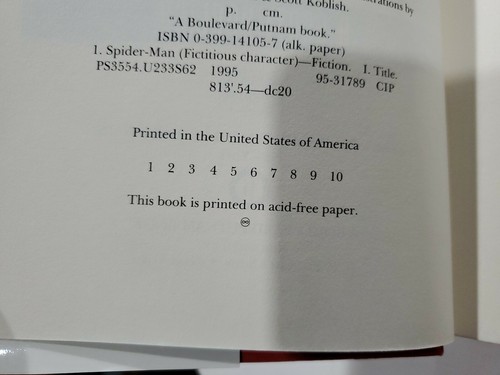 Scott Koblish. 
p. cm.
"A Boulevard/Putnam book."
ISBN 0-399-14105-7 (alk. paper)
1. Spider-Man (Fictitious character)—Fiction. I. Title.
PS3554.U233S62 1995 95-31789 CIP
813'.54—dc20
Printed in the United States of America
1 2 3 4 5 6 7 8 9 10
This book is printed on acid-free paper.